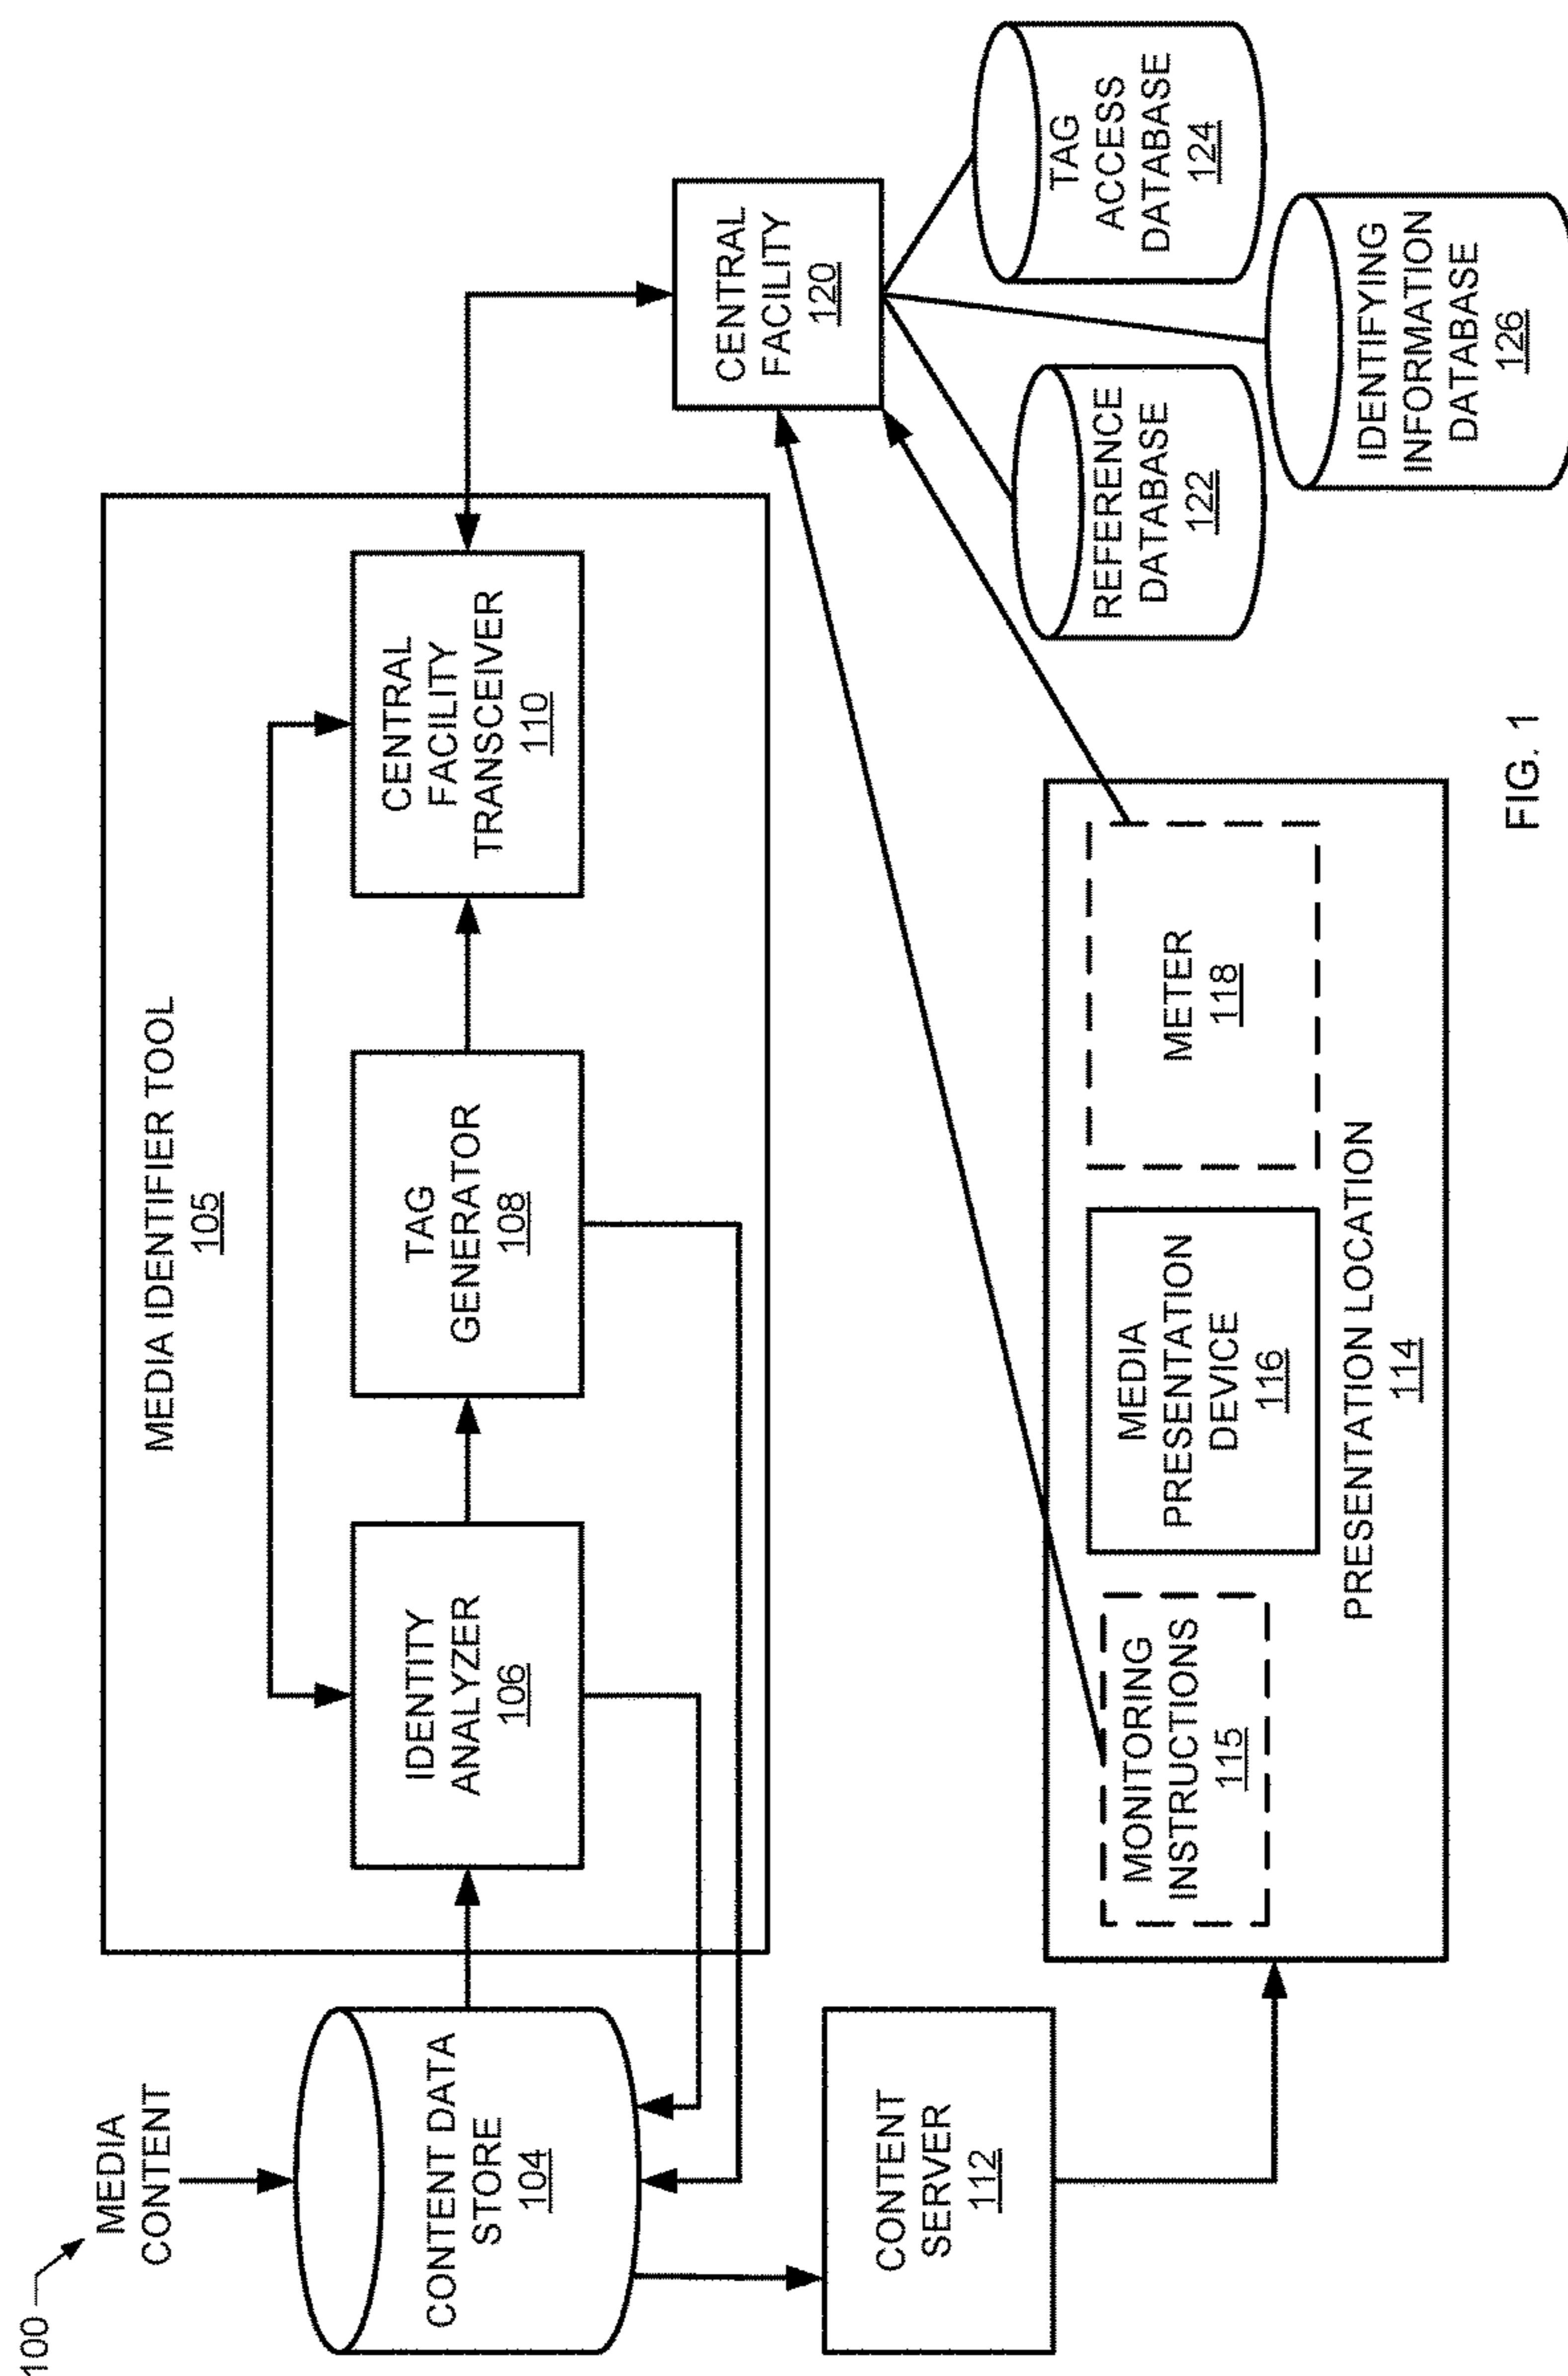 100
MEDIA
CONTENT
CONTENT DATA
STORE
104
MEDIA IDENTIFIER TOOL
105
IDENTITY
ANALYZER
106
TAG
GENERATOR
108
CENTRAL
FACILITY
TRANSCEIVER
110
CONTENT
SERVER
112
MONITORING
INSTRUCTIONS
115
MEDIA
PRESENTATION
DEVICE
116
METER
118
PRESENTATION LOCATION
114
CENTRAL
FACILITY
120
REFERENCE
DATABASE
122
TAG
ACCESS
DATABASE
124
IDENTIFYING
INFORMATION
DATABASE
126
FIG. 1